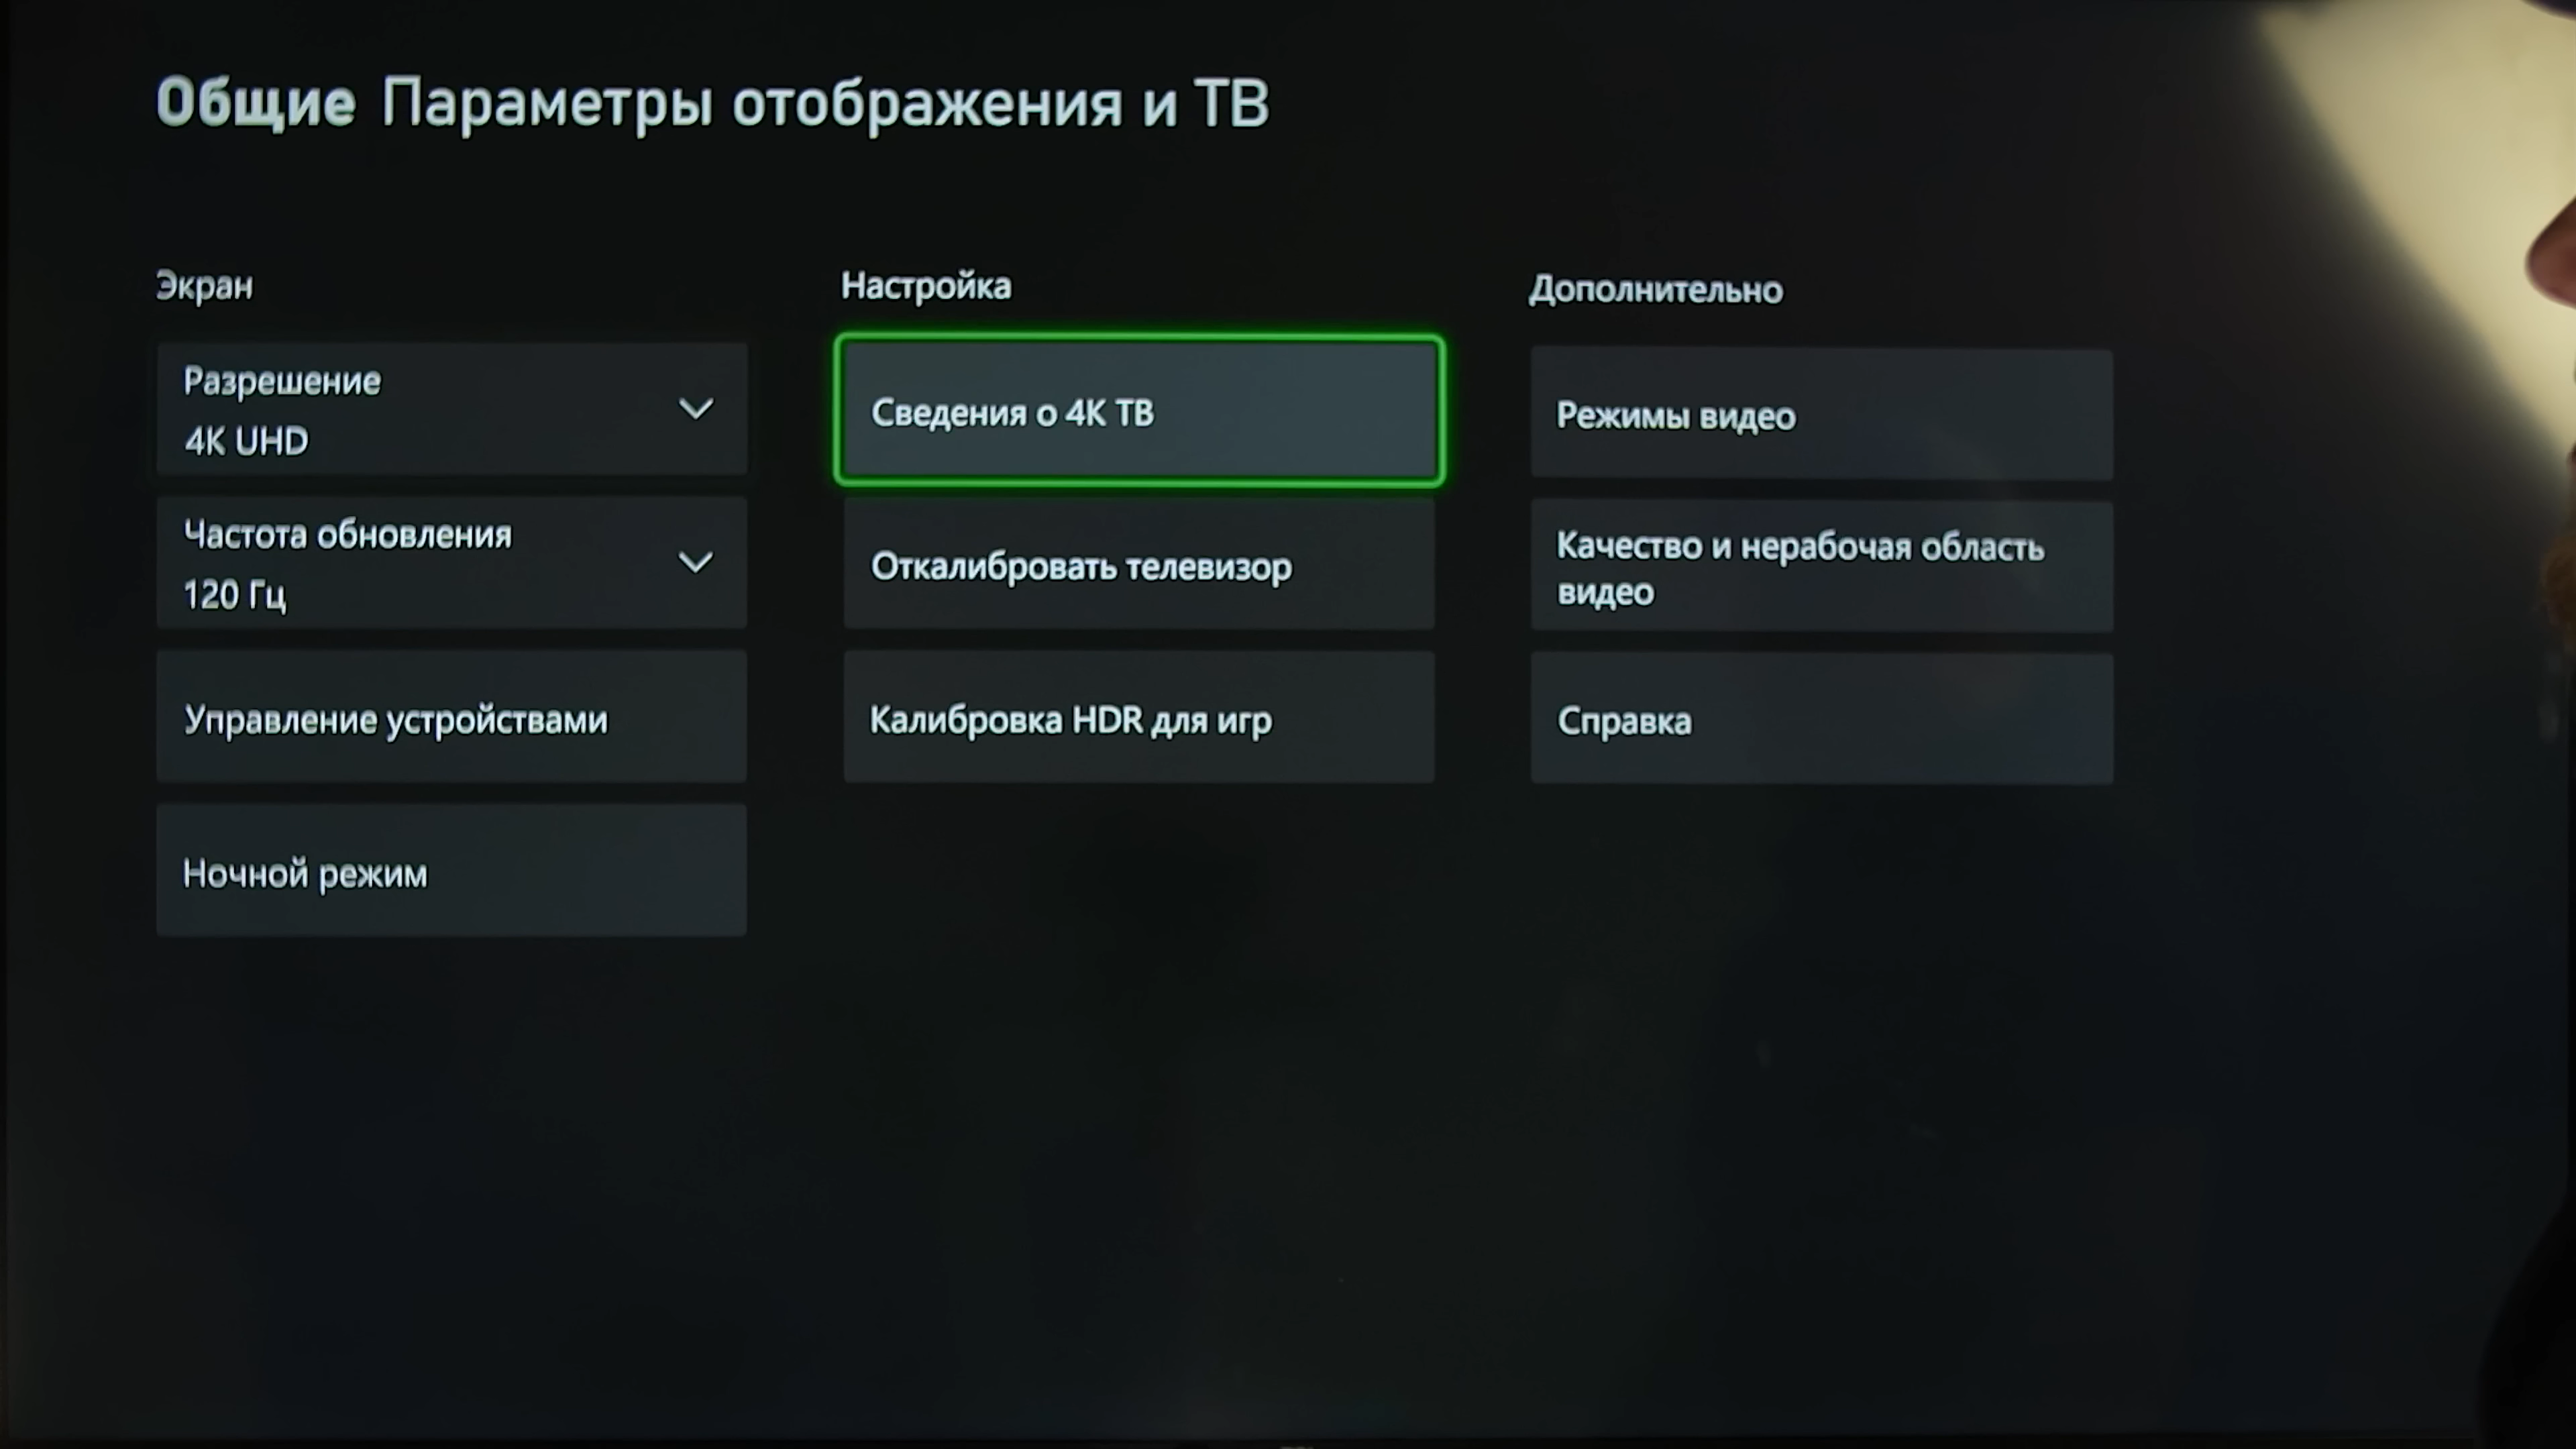 Общие Параметры отображения и ТВ
Экран
Разрешение
4K UHD
Частота обновления
120 Гц
Управление устройствами
Ночной режим
Настройка
Сведения о 4К ТВ
Откалибровать телевизор
Калибровка HDR для игр
Дополнительно
Режимы видео
Качество и нерабочая область
видео
Справка